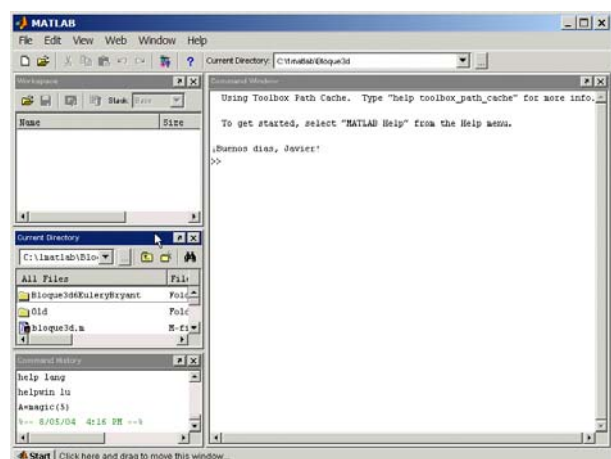 MATLAB
File Edit View Web Window Help
Current Directory: C:\1matlab\Bloque3d
Workspace
Stack: Base
Name Size
Current Directory
C:\1matlab\Blo
All Files File
Bloque3d6EuleryBryant Fold
Old Fold
bloque3d.m M-fi
Command History
help lang
helpwin lu
A=magic(5)
%-- 8/05/04 4:16 PM --%
Command Window
Using Toolbox Path Cache. Type "help toolbox_path_cache" for more info.
To get started, select "MATLAB Help" from the Help menu.
¡Buenos dias, Javier!
>>
Start Click here and drag to move this window...